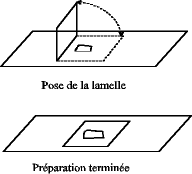 Pose de la lamelle
Préparation terminée